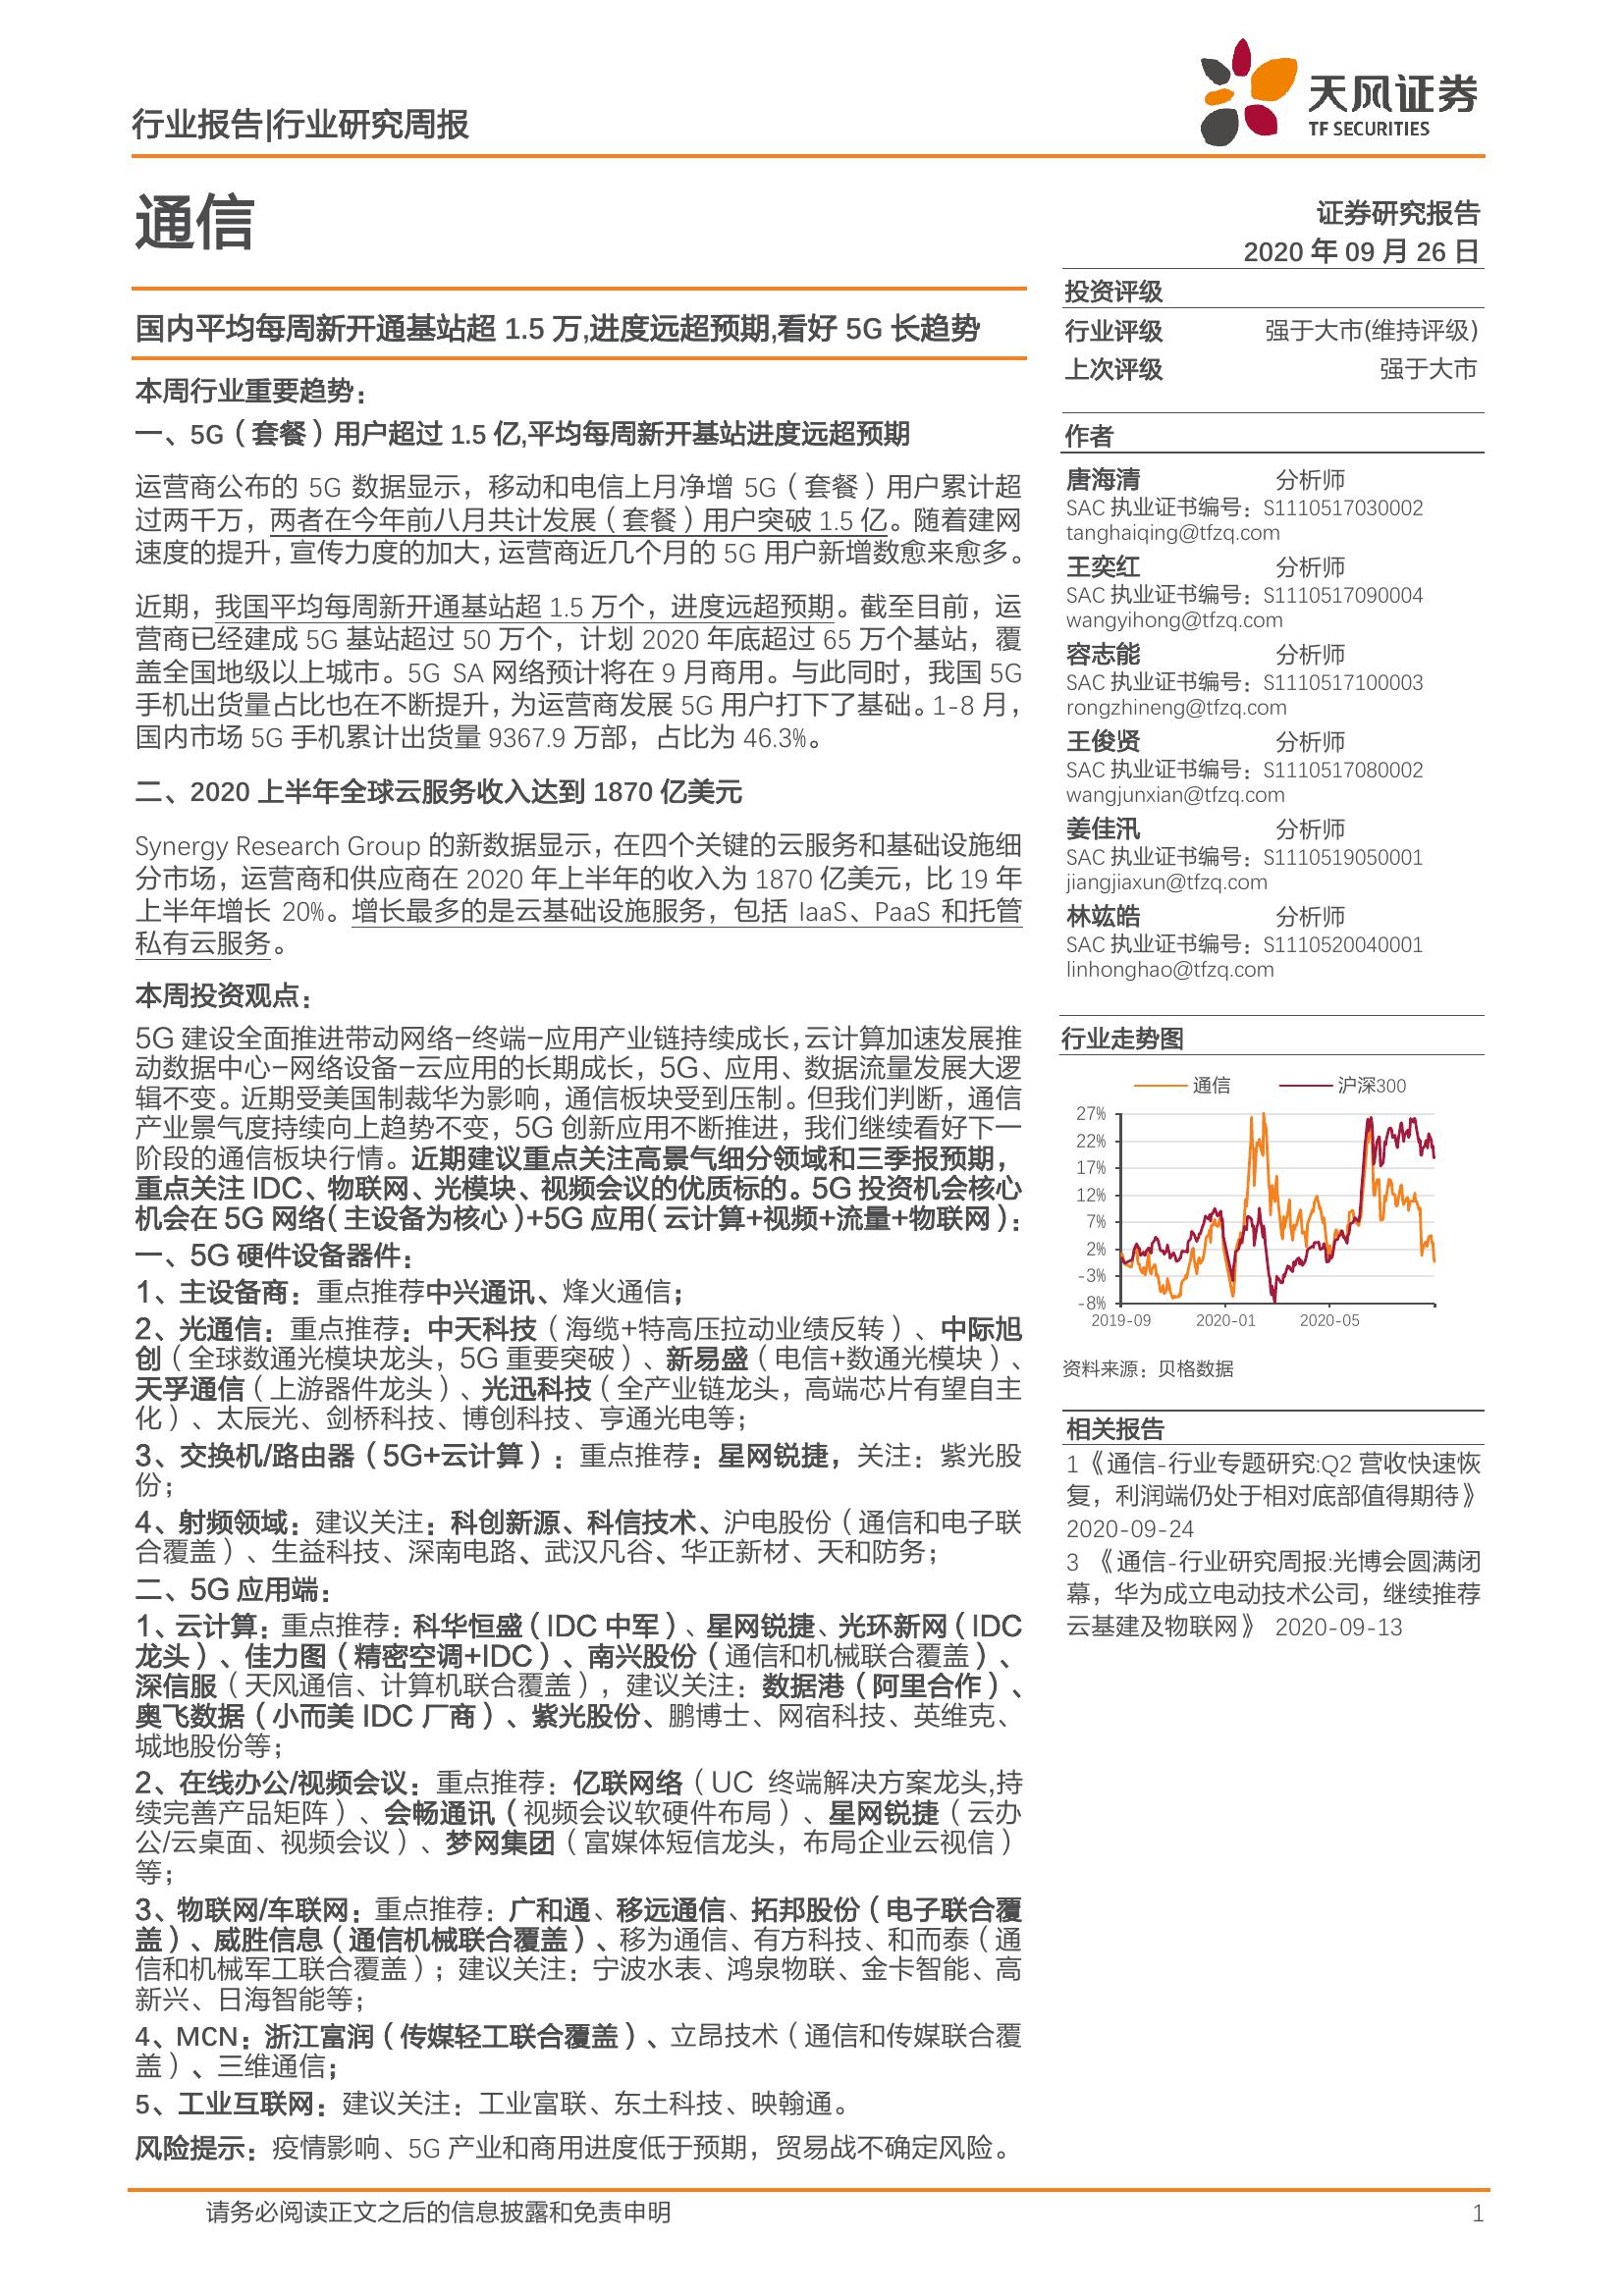 行业报告|行业研究周报
天风证券
TF SECURITIES
通信
证券研究报告
2020 年 09 月 26 日
国内平均每周新开通基站超 1.5 万,进度远超预期,看好 5G 长趋势
本周行业重要趋势：
一、5G（套餐）用户超过 1.5 亿,平均每周新开基站进度远超预期
运营商公布的 5G 数据显示，移动和电信上月净增 5G（套餐）用户累计超
过两千万，两者在今年前八月共计发展（套餐）用户突破 1.5 亿。随着建网
速度的提升，宣传力度的加大，运营商近几个月的 5G 用户新增数愈来愈多。
近期，我国平均每周新开通基站超 1.5 万个，进度远超预期。截至目前，运
营商已经建成 5G 基站超过 50 万个，计划 2020 年底超过 65 万个基站，覆
盖全国地级以上城市。5G SA 网络预计将在 9 月商用。与此同时，我国 5G
手机出货量占比也在不断提升，为运营商发展 5G 用户打下了基础。1-8 月，
国内市场 5G 手机累计出货量 9367.9 万部，占比为 46.3%。
二、2020 上半年全球云服务收入达到 1870 亿美元
Synergy Research Group 的新数据显示，在四个关键的云服务和基础设施细
分市场，运营商和供应商在 2020 年上半年的收入为 1870 亿美元，比 19 年
上半年增长 20%。增长最多的是云基础设施服务，包括 IaaS、PaaS 和托管
私有云服务。
本周投资观点：
5G 建设全面推进带动网络–终端–应用产业链持续成长，云计算加速发展推
动数据中心–网络设备–云应用的长期成长，5G、应用、数据流量发展大逻
辑不变。近期受美国制裁华为影响，通信板块受到压制。但我们判断，通信
产业景气度持续向上趋势不变，5G 创新应用不断推进，我们继续看好下一
阶段的通信板块行情。近期建议重点关注高景气细分领域和三季报预期，
重点关注 IDC、物联网、光模块、视频会议的优质标的。5G 投资机会核心
机会在 5G 网络（主设备为核心）+5G 应用（云计算+视频+流量+物联网）：
一、5G 硬件设备器件：
1、主设备商：重点推荐中兴通讯、烽火通信；
2、光通信：重点推荐：中天科技（海缆+特高压拉动业绩反转）、中际旭
创（全球数通光模块龙头，5G 重要突破）、新易盛（电信+数通光模块）、
天孚通信（上游器件龙头）、光迅科技（全产业链龙头，高端芯片有望自主
化）、太辰光、剑桥科技、博创科技、亨通光电等；
3、交换机/路由器（5G+云计算）：重点推荐：星网锐捷，关注：紫光股
份；
4、射频领域：建议关注：科创新源、科信技术、沪电股份（通信和电子联
合覆盖）、生益科技、深南电路、武汉凡谷、华正新材、天和防务；
二、5G 应用端：
1、云计算：重点推荐：科华恒盛（IDC 中军）、星网锐捷、光环新网（IDC
龙头）、佳力图（精密空调+IDC）、南兴股份（通信和机械联合覆盖）、
深信服（天风通信、计算机联合覆盖），建议关注：数据港（阿里合作）、
奥飞数据（小而美 IDC 厂商）、紫光股份、鹏博士、网宿科技、英维克、
城地股份等；
2、在线办公/视频会议：重点推荐：亿联网络（UC 终端解决方案龙头,持
续完善产品矩阵）、会畅通讯（视频会议软硬件布局）、星网锐捷（云办
公/云桌面、视频会议）、梦网集团（富媒体短信龙头，布局企业云视信）
等；
3、物联网/车联网：重点推荐：广和通、移远通信、拓邦股份（电子联合覆
盖）、威胜信息（通信机械联合覆盖）、移为通信、有方科技、和而泰（通
信和机械军工联合覆盖）；建议关注：宁波水表、鸿泉物联、金卡智能、高
新兴、日海智能等；
4、MCN：浙江富润（传媒轻工联合覆盖）、立昂技术（通信和传媒联合覆
盖）、三维通信；
5、工业互联网：建议关注：工业富联、东土科技、映翰通。
风险提示：疫情影响、5G 产业和商用进度低于预期，贸易战不确定风险。
投资评级
行业评级 强于大市(维持评级)
上次评级 强于大市
作者
唐海清 分析师
SAC 执业证书编号：S1110517030002
tanghaiqing@tfzq.com
王奕红 分析师
SAC 执业证书编号：S1110517090004
wangyihong@tfzq.com
容志能 分析师
SAC 执业证书编号：S1110517100003
rongzhineng@tfzq.com
王俊贤 分析师
SAC 执业证书编号：S1110517080002
wangjunxian@tfzq.com
姜佳汛 分析师
SAC 执业证书编号：S1110519050001
jiangjiaxun@tfzq.com
林竑皓 分析师
SAC 执业证书编号：S1110520040001
linhonghao@tfzq.com
行业走势图
通信 沪深300
27%
22%
17%
12%
7%
2%
-3%
-8%
2019-09 2020-01 2020-05
资料来源：贝格数据
相关报告
1《通信-行业专题研究:Q2 营收快速恢
复，利润端仍处于相对底部值得期待》
2020-09-24
3 《通信-行业研究周报:光博会圆满闭
幕，华为成立电动技术公司，继续推荐
云基建及物联网》 2020-09-13
请务必阅读正文之后的信息披露和免责申明
1